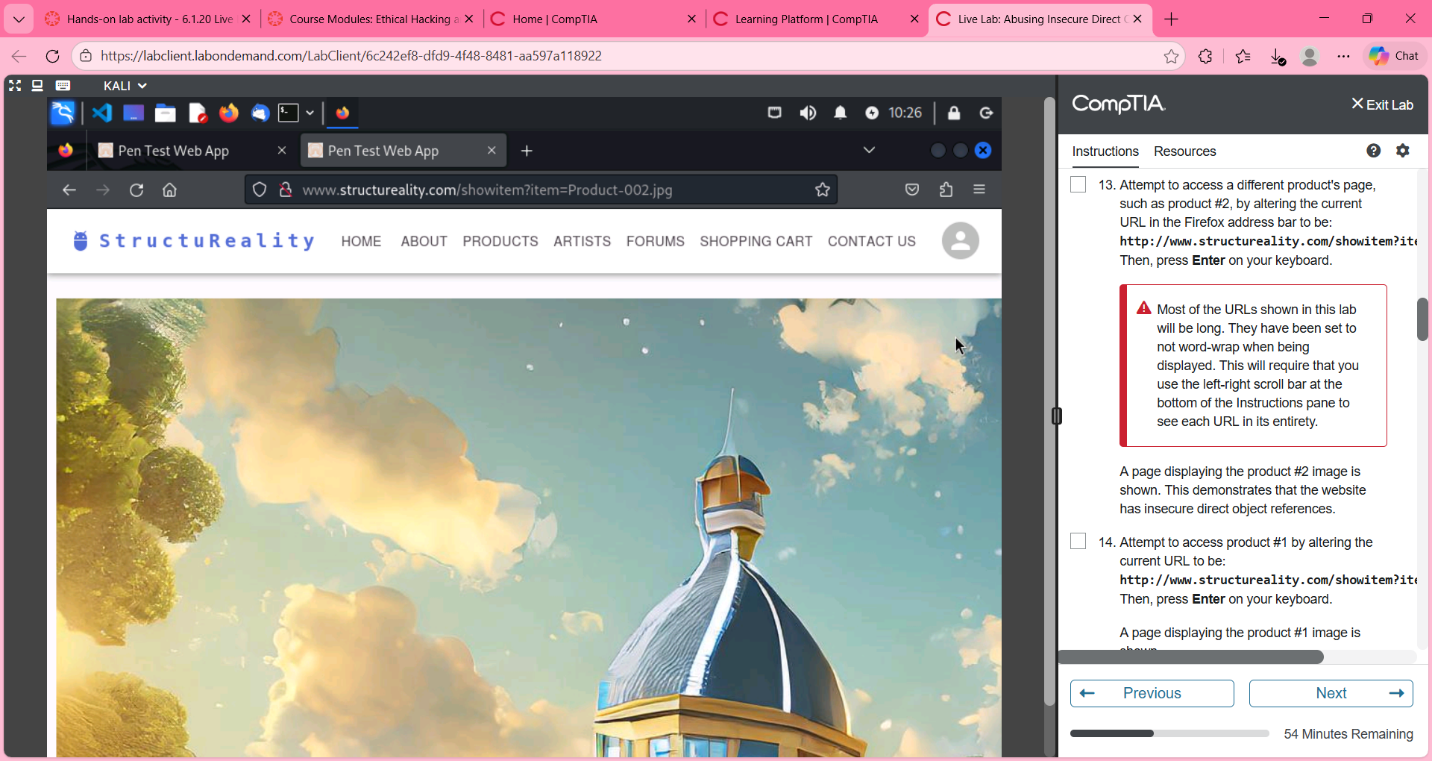 Hands-on lab activity - 6.1.20 Live
Course Modules: Ethical Hacking a
Home | CompTIA
Learning Platform | CompTIA
Live Lab: Abusing Insecure Direct
https://labclient.labondemand.com/LabClient/6c242ef8-dfd9-4f48-8481-aa597a118922
Chat
KALI
10:26
Pen Test Web App
Pen Test Web App
www.structureality.com/showitem?item=Product-002.jpg
StructuReality
HOME
ABOUT
PRODUCTS
ARTISTS
FORUMS
SHOPPING CART
CONTACT US
CompTIA.
Exit Lab
Instructions
Resources
13. Attempt to access a different product's page,
such as product #2, by altering the current
URL in the Firefox address bar to be:
http://www.structureality.com/showitem?ite
Then, press Enter on your keyboard.
Most of the URLs shown in this lab
will be long. They have been set to
not word-wrap when being
displayed. This will require that you
use the left-right scroll bar at the
bottom of the Instructions pane to
see each URL in its entirety.
A page displaying the product #2 image is
shown. This demonstrates that the website
has insecure direct object references.
14. Attempt to access product #1 by altering the
current URL to be:
http://www.structureality.com/showitem?ite
Then, press Enter on your keyboard.
A page displaying the product #1 image is
shown
Previous
Next
54 Minutes Remaining